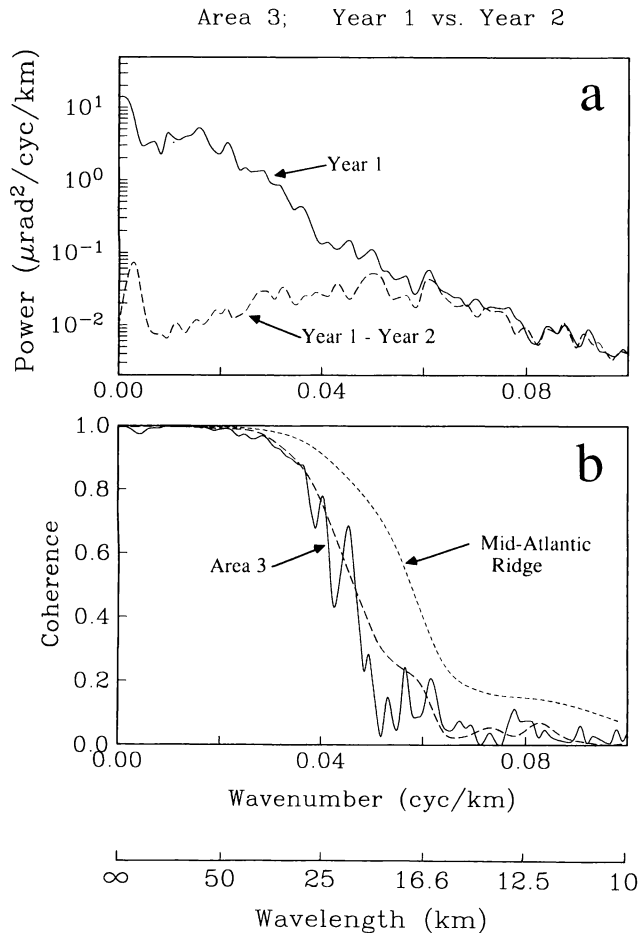 Area 3; Year 1 vs. Year 2
a
Power (μrad²/cyc/km)
10¹
10⁰
10⁻¹
10⁻²
Year 1
Year 1 - Year 2
0.00 0.04 0.08
b
Coherence
1.0
0.8
0.6
0.4
0.2
0.0
Area 3
Mid-Atlantic
Ridge
0.00 0.04 0.08
Wavenumber (cyc/km)
∞ 50 25 16.6 12.5 10
Wavelength (km)